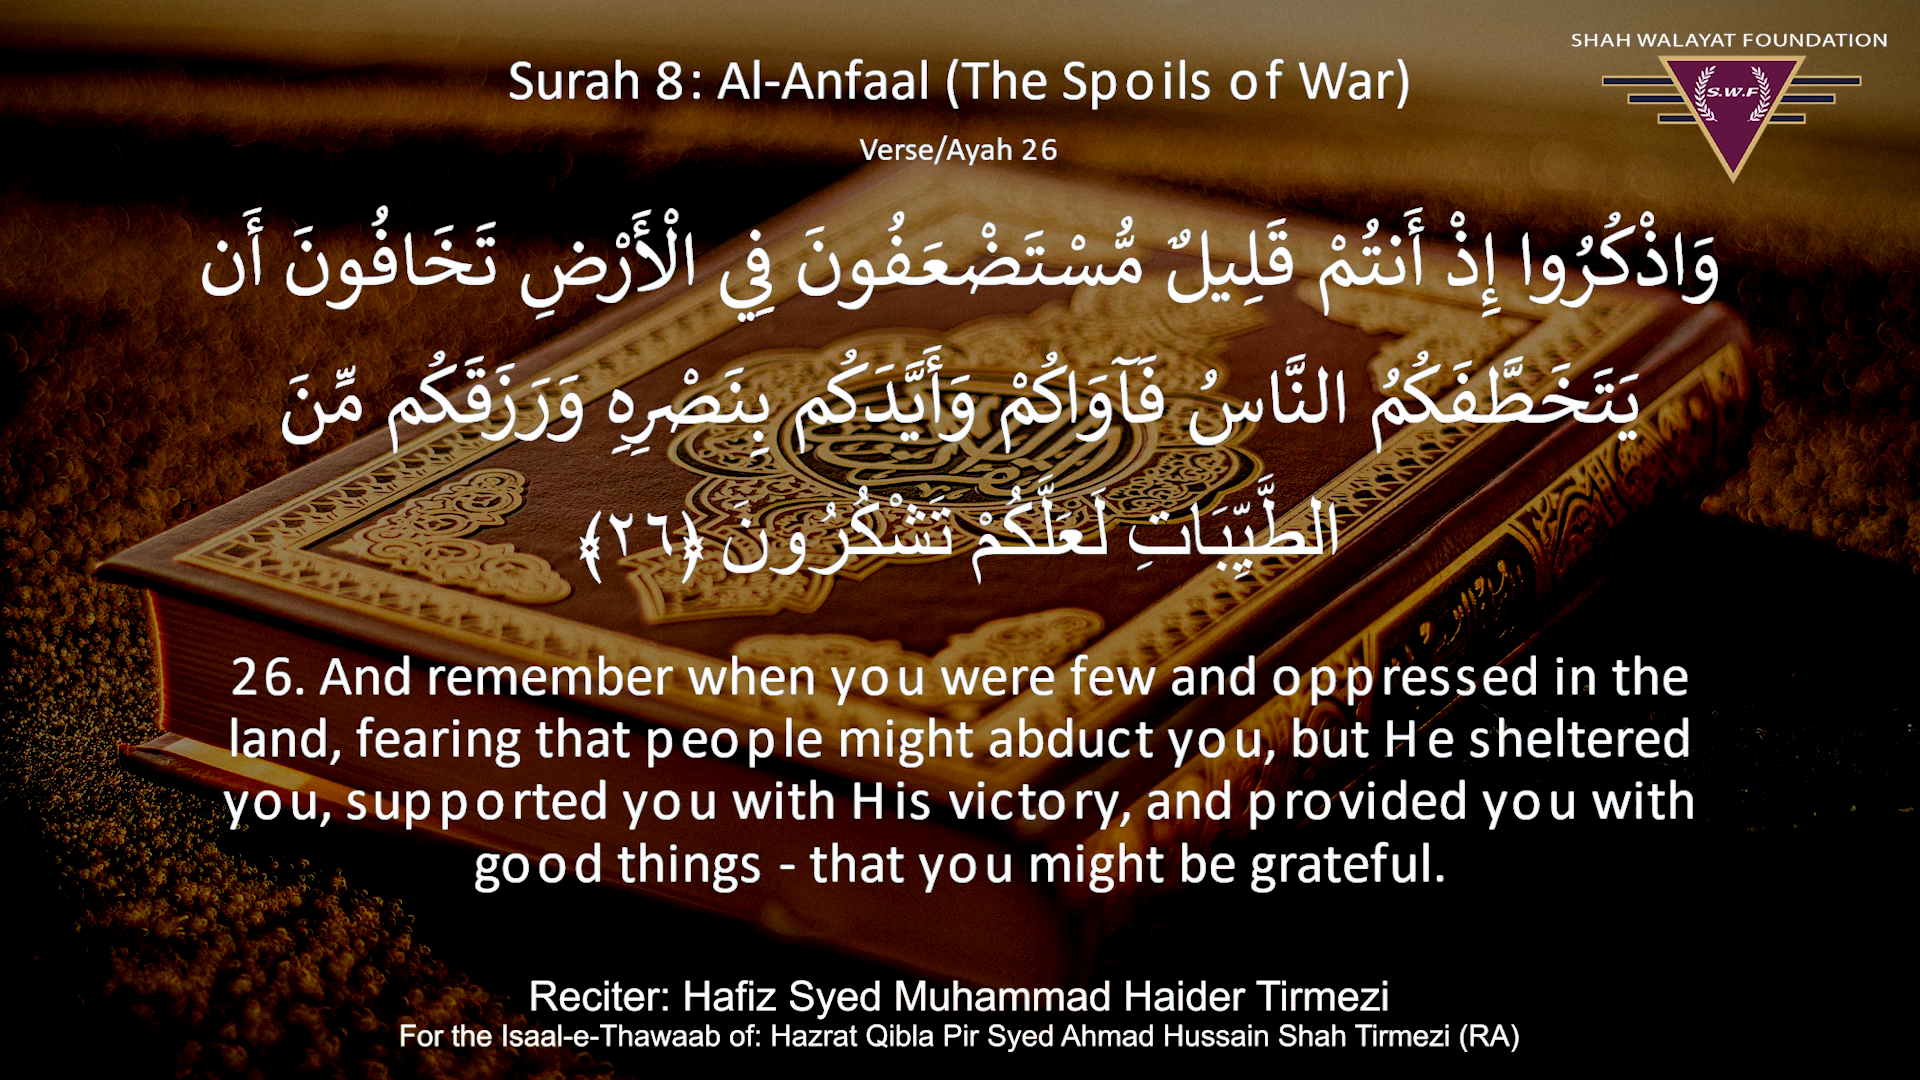 SHAH WALAYAT FOUNDATION
S.W.F
Surah 8: Al-Anfaal (The Spoils of War)
Verse/Ayah 26
وَاذْكُرُوا إِذْ أَنتُمْ قَلِيلٌ مُّسْتَضْعَفُونَ فِي الْأَرْضِ تَخَافُونَ أَن
يَتَخَطَّفَكُمُ النَّاسُ فَآوَاكُمْ وَأَيَّدَكُم بِنَصْرِهِ وَرَزَقَكُم مِّنَ
الطَّيِّبَاتِ لَعَلَّكُمْ تَشْكُرُونَ ﴿٢٦﴾
26. And remember when you were few and oppressed in the
land, fearing that people might abduct you, but He sheltered
you, supported you with His victory, and provided you with
good things - that you might be grateful.
Reciter: Hafiz Syed Muhammad Haider Tirmezi
For the Isaal-e-Thawaab of: Hazrat Qibla Pir Syed Ahmad Hussain Shah Tirmezi (RA)